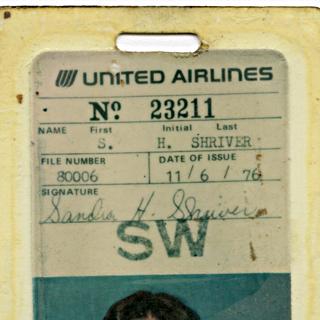 UNITED AIRLINES
Nº 23211
NAME First Initial Last
S. H. SHRIVER
FILE NUMBER DATE OF ISSUE
80006 11/6/76
SIGNATURE
Sandra H. Shriver
SW